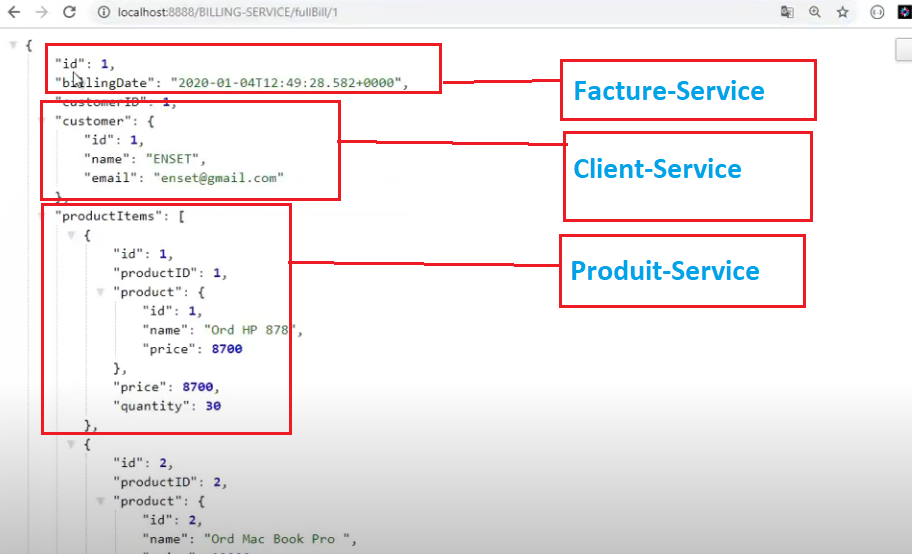 localhost:8888/BILLING-SERVICE/fullBill/1
{
"id": 1,
"billingDate": "2020-01-04T12:49:28.582+0000",
"customerID": 1,
"customer": {
"id": 1,
"name": "ENSET",
"email": "enset@gmail.com"
},
"productItems": [
{
"id": 1,
"productID": 1,
"product": {
"id": 1,
"name": "Ord HP 878",
"price": 8700
},
"price": 8700,
"quantity": 30
},
{
"id": 2,
"productID": 2,
"product": {
"id": 2,
"name": "Ord Mac Book Pro ",
Facture-Service
Client-Service
Produit-Service